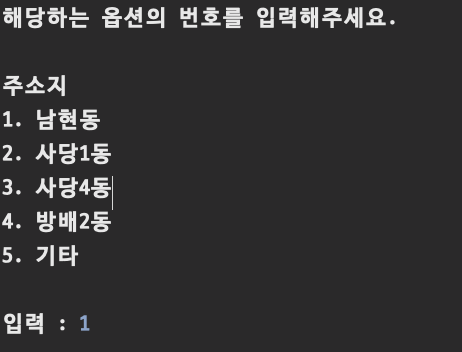 해당하는 옵션의 번호를 입력해주세요.
주소지
1. 남현동
2. 사당1동
3. 사당4동
4. 방배2동
5. 기타
입력 : 1